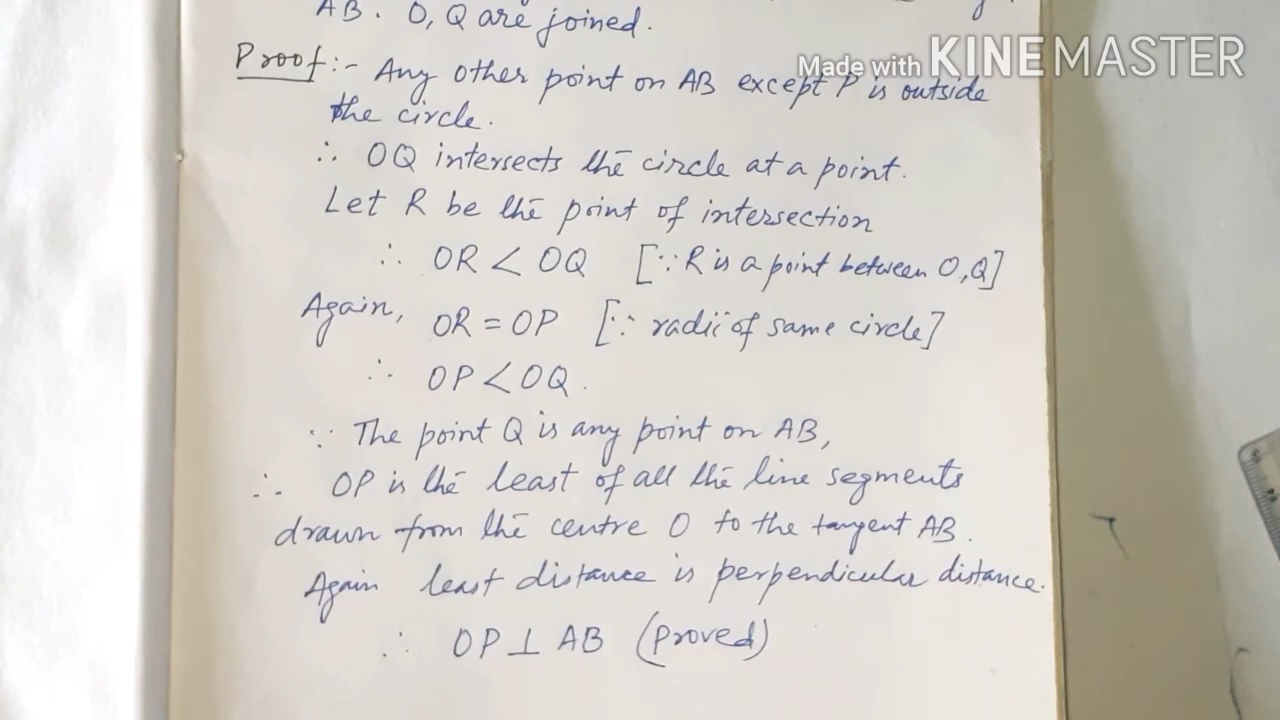 AB. O, Q are joined.
Made with KINEMASTER
Proof :- Any other point on AB except P is outside
the circle.
∴ OQ intersects the circle at a point.
Let R be the point of intersection
∴ OR < OQ [∵ R is a point between O, Q]
Again, OR = OP [∵ radii of same circle]
∴ OP < OQ.
∵ The point Q is any point on AB,
∴ OP is the least of all the line segments
drawn from the centre O to the tangent AB.
Again least distance is perpendicular distance.
∴ OP ⊥ AB (proved)